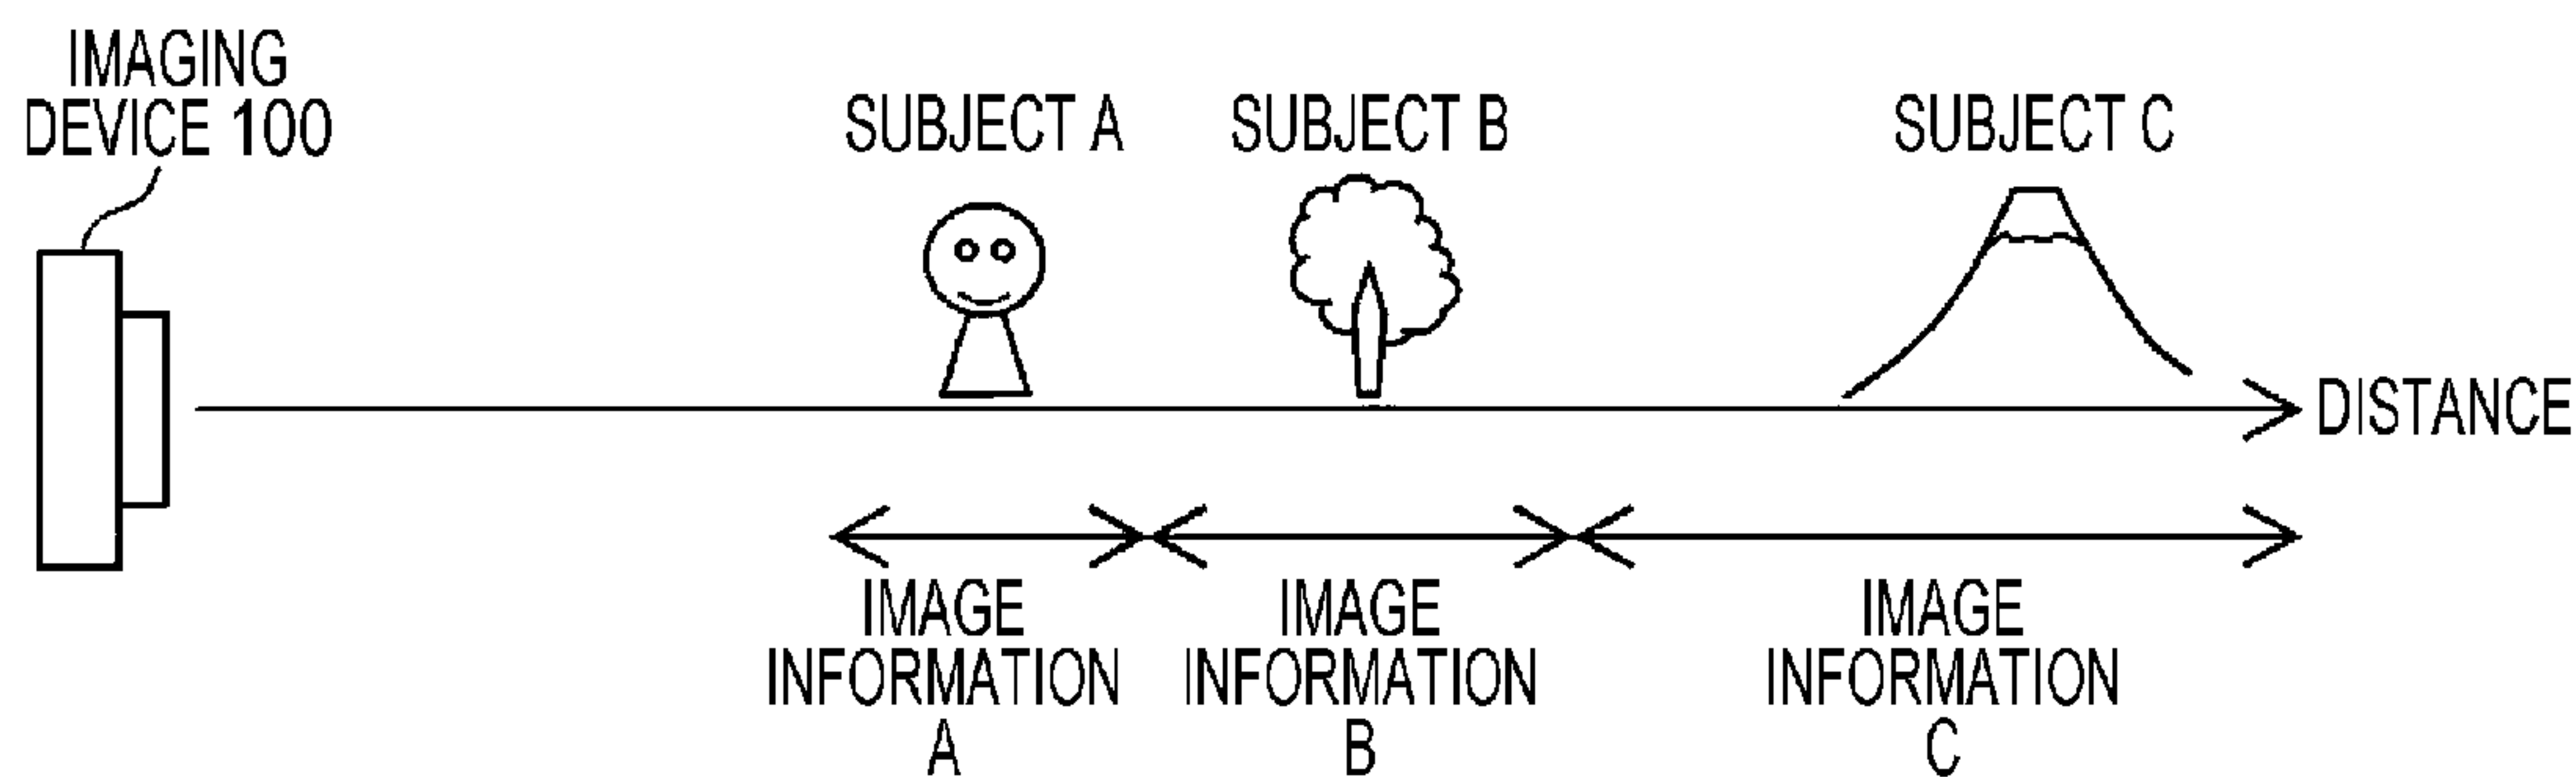 IMAGING
DEVICE 100
SUBJECT A
SUBJECT B
SUBJECT C
DISTANCE
IMAGE
INFORMATION
A
IMAGE
INFORMATION
B
IMAGE
INFORMATION
C